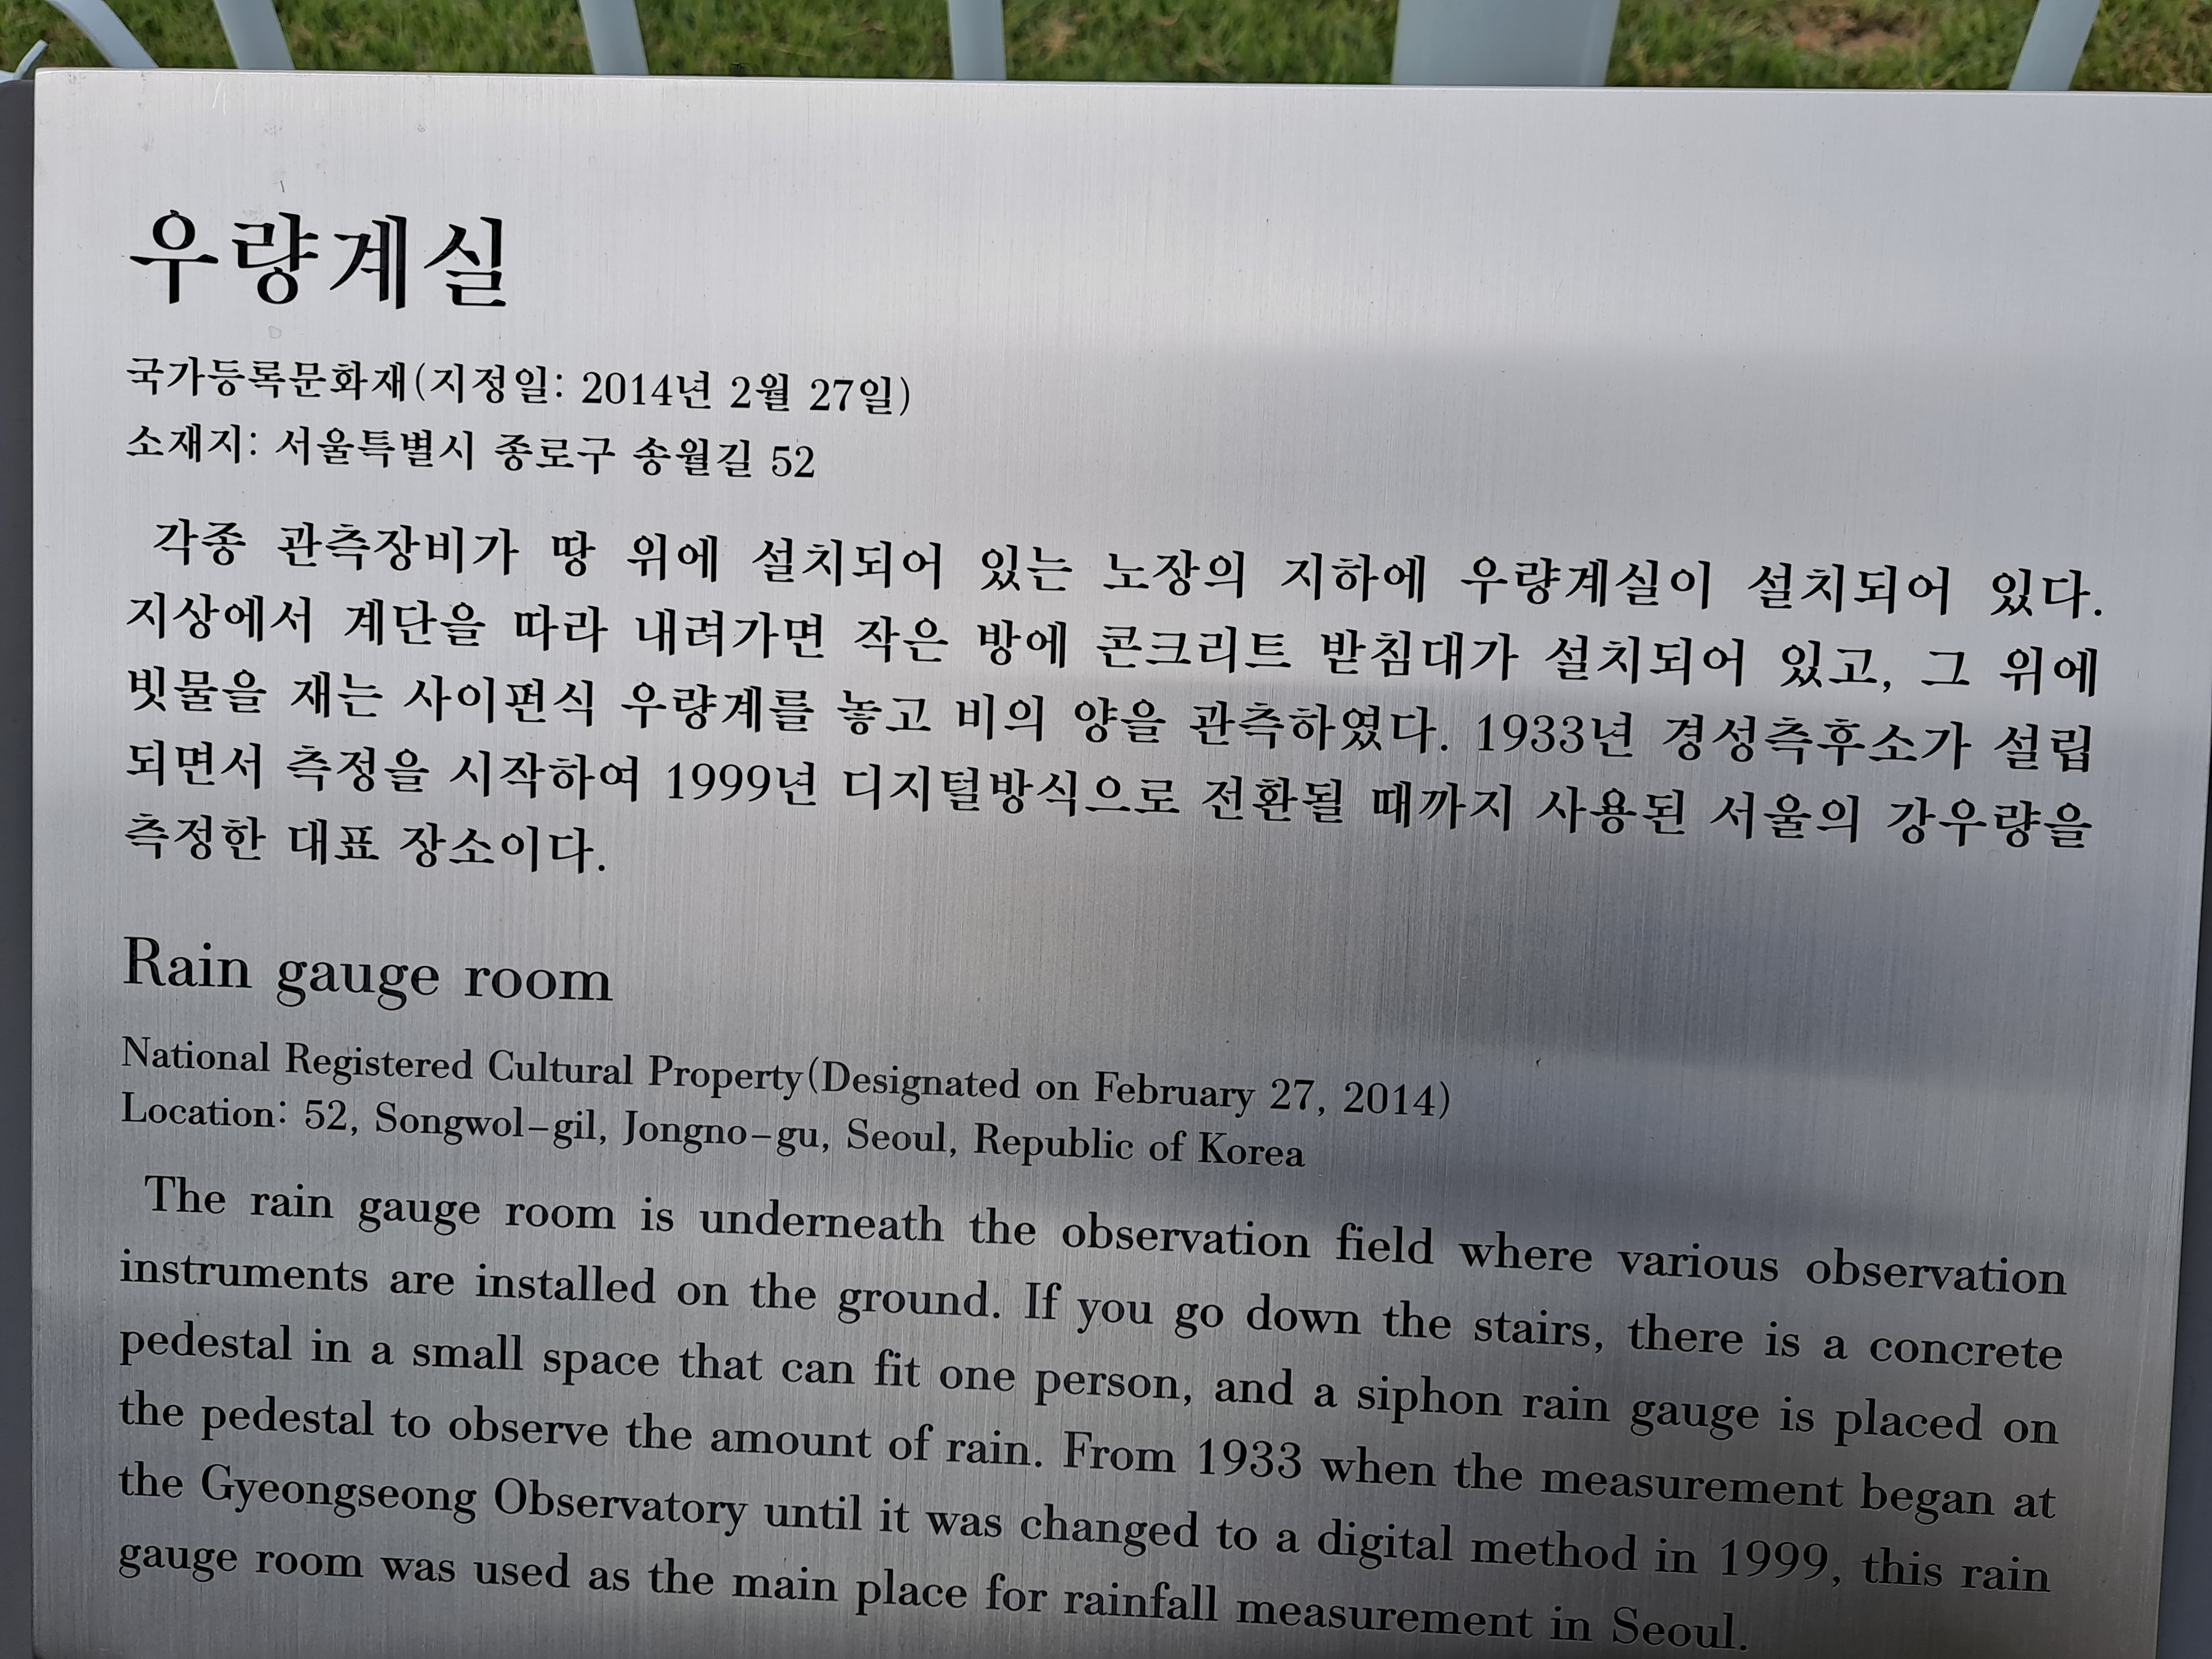 우량계실
국가등록문화재(지정일: 2014년 2월 27일)
소재지: 서울특별시 종로구 송월길 52
각종 관측장비가 땅 위에 설치되어 있는 노장의 지하에 우량계실이 설치되어 있다.
지상에서 계단을 따라 내려가면 작은 방에 콘크리트 받침대가 설치되어 있고, 그 위에
빗물을 재는 사이펀식 우량계를 놓고 비의 양을 관측하였다. 1933년 경성측후소가 설립
되면서 측정을 시작하여 1999년 디지털방식으로 전환될 때까지 사용된 서울의 강우량을
측정한 대표 장소이다.
Rain gauge room
National Registered Cultural Property(Designated on February 27, 2014)
Location: 52, Songwol-gil, Jongno-gu, Seoul, Republic of Korea
The rain gauge room is underneath the observation field where various observation
instruments are installed on the ground. If you go down the stairs, there is a concrete
pedestal in a small space that can fit one person, and a siphon rain gauge is placed on
the pedestal to observe the amount of rain. From 1933 when the measurement began at
the Gyeongseong Observatory until it was changed to a digital method in 1999, this rain
gauge room was used as the main place for rainfall measurement in Seoul.